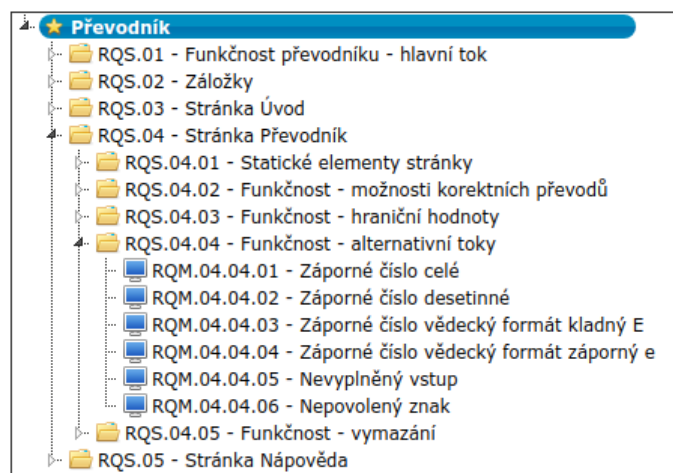 Převodník
RQS.01 - Funkčnost převodníku - hlavní tok
RQS.02 - Záložky
RQS.03 - Stránka Úvod
RQS.04 - Stránka Převodník
RQS.04.01 - Statické elementy stránky
RQS.04.02 - Funkčnost - možnosti korektních převodů
RQS.04.03 - Funkčnost - hraniční hodnoty
RQS.04.04 - Funkčnost - alternativní toky
RQM.04.04.01 - Záporné číslo celé
RQM.04.04.02 - Záporné číslo desetinné
RQM.04.04.03 - Záporné číslo vědecký formát kladný E
RQM.04.04.04 - Záporné číslo vědecký formát záporný e
RQM.04.04.05 - Nevyplněný vstup
RQM.04.04.06 - Nepovolený znak
RQS.04.05 - Funkčnost - vymazání
RQS.05 - Stránka Nápověda